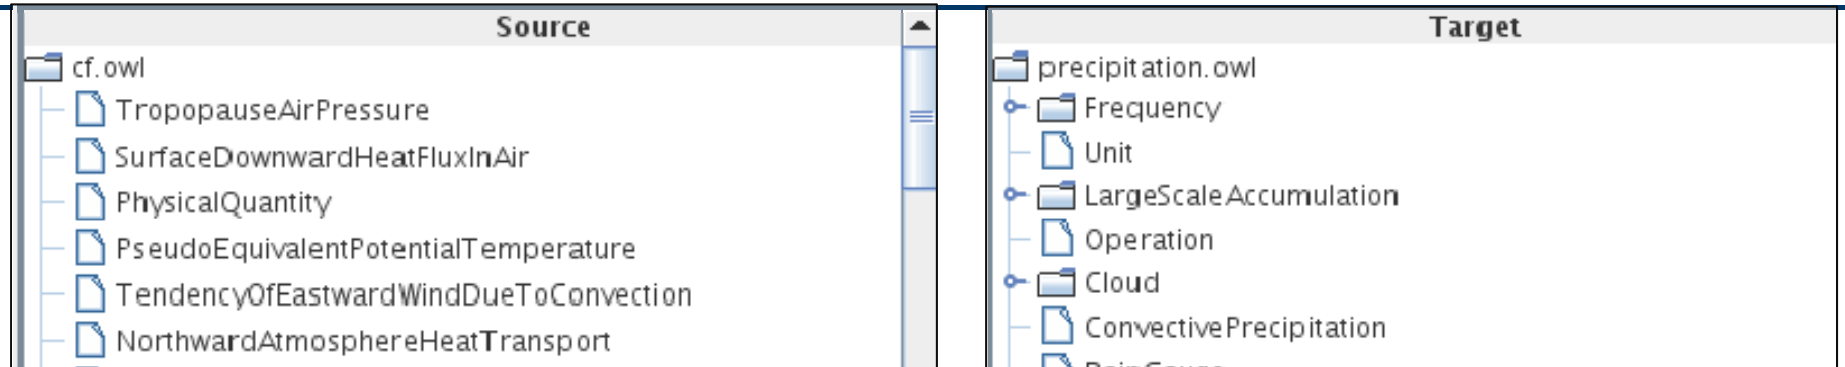 Source
cf.owl
TropopauseAirPressure
SurfaceDownwardHeatFluxInAir
PhysicalQuantity
PseudoEquivalentPotentialTemperature
TendencyOfEastwardWindDueToConvection
NorthwardAtmosphereHeatTransport
Target
precipitation.owl
Frequency
Unit
LargeScaleAccumulation
Operation
Cloud
ConvectivePrecipitation